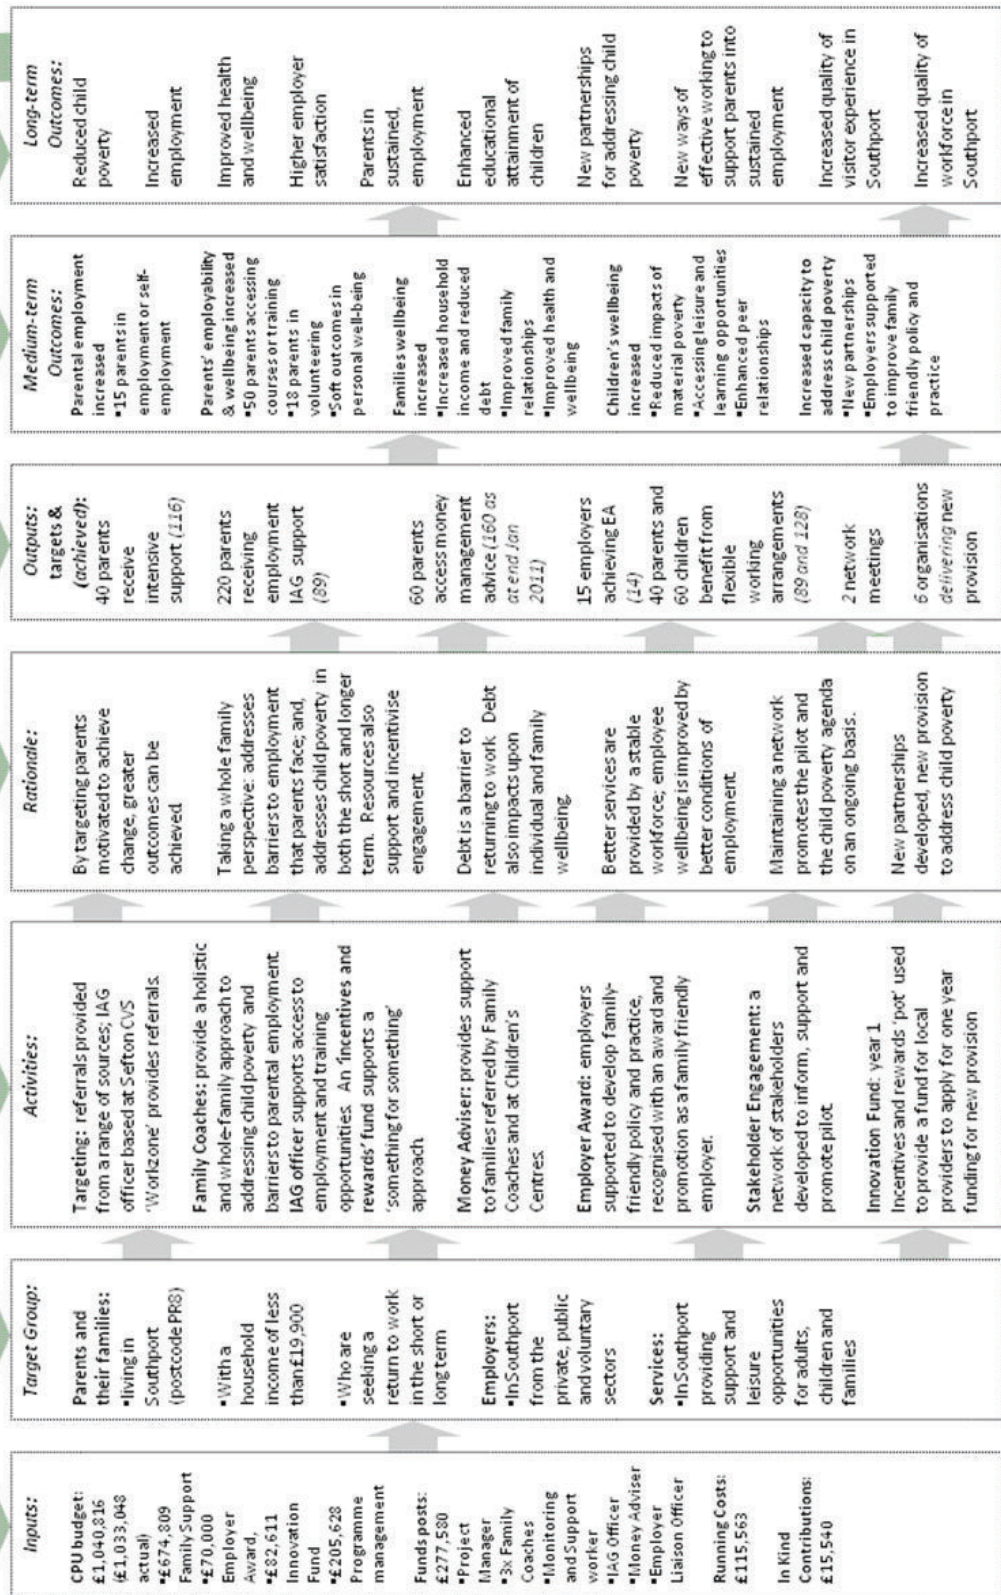 Inputs:
CPU budget:
£1,040,816
(£1,033,048
actual)
▪£674,809
Family Support
▪£70,000
Employer
Award,
▪£82,611
Innovation
Fund
▪£205,628
Programme
management
Funds posts:
£277,580
▪Project
Manager
▪3x Family
Coaches
▪Monitoring
and Support
worker
▪IAG Officer
▪Money Adviser
▪Employer
Liaison Officer
Running Costs:
£115,563
In Kind
Contributions:
£15,540
Target Group:
Parents and
their families:
▪living in
Southport
(postcode PR8)
▪With a
household
income of less
than £19,900
▪Who are
seeking a
return to work
in the short or
long term
Employers:
▪In Southport
from the
private, public
and voluntary
sectors
Services:
▪In Southport
providing
support and
leisure
opportunities
for adults,
children and
families
Activities:
Targeting: referrals provided
from a range of sources; IAG
officer based at Sefton CVS
'Workzone' provides referrals.
Family Coaches: provide a holistic
and whole-family approach to
addressing child poverty and
barriers to parental employment.
IAG officer supports access to
employment and training
opportunities. An 'incentives and
rewards' fund supports a
'something for something'
approach
Money Adviser: provides support
to families referred by Family
Coaches and at Children's
Centres.
Employer Award: employers
supported to develop family-
friendly policy and practice,
recognised with an award and
promotion as a family friendly
employer.
Stakeholder Engagement: a
network of stakeholders
developed to inform, support and
promote pilot.
Innovation Fund: year 1
Incentives and rewards 'pot' used
to provide a fund for local
providers to apply for one year
funding for new provision
Rationale:
By targeting parents
motivated to achieve
change, greater
outcomes can be
achieved.
Taking a whole family
perspective: addresses
barriers to employment
that parents face; and,
addresses child poverty in
both the short and longer
term. Resources also
support and incentivise
engagement.
Debt is a barrier to
returning to work. Debt
also impacts upon
individual and family
wellbeing.
Better services are
provided by a stable
workforce; employee
wellbeing is improved by
better conditions of
employment
Maintaining a network
promotes the pilot and
the child poverty agenda
on an ongoing basis.
New partnerships
developed, new provision
to address child poverty
Outputs:
targets &
(achieved):
40 parents
receive
intensive
support (116)
220 parents
receiving
employment
IAG support
(89)
60 parents
access money
management
advice (160 as
at end Jan
2011)
15 employers
achieving EA
(14)
40 parents and
60 children
benefit from
flexible
working
arrangements
(89 and 128)
2 network
meetings
6 organisations
delivering new
provision
Medium-term
Outcomes:
Parental employment
increased
▪15 parents in
employment or self-
employment
Parents' employability
& wellbeing increased
▪50 parents accessing
courses or training
▪18 parents in
volunteering
▪Soft outcomes in
personal well-being
Families wellbeing
increased
▪Increased household
income and reduced
debt
▪Improved family
relationships
▪Improved health and
wellbeing
Children's wellbeing
increased
▪Reduced impacts of
material poverty
▪Accessing leisure and
learning opportunities
▪Enhanced peer
relationships
Increased capacity to
address child poverty
▪New partnerships
▪Employers supported
to improve family
friendly policy and
practice
Long-term
Outcomes:
Reduced child
poverty
Increased
employment
Improved health
and wellbeing
Higher employer
satisfaction
Parents in
sustained,
employment
Enhanced
educational
attainment of
children
New partnerships
for addressing child
poverty
New ways of
effective working to
support parents into
sustained
employment
Increased quality of
visitor experience in
Southport
Increased quality of
workforce in
Southport